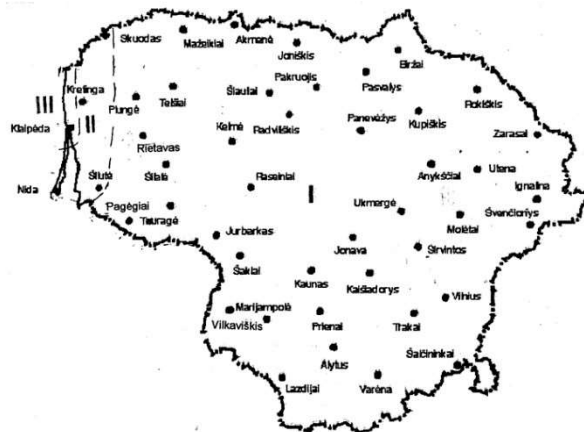 Skuodas
Mažeikiai
Akmenė
Joniškis
Biržai
Kretinga
Plungė
Telšiai
Šiauliai
Pakruojis
Pasvalys
Rokiškis
III
Klaipėda
II
Kelmė
Radviliškis
Panevėžys
Kupiškis
Zarasai
Rietavas
Nida
Šilutė
Šilalė
Raseiniai
I
Anykščiai
Utena
Ignalina
Pagėgiai
Tauragė
Ukmergė
Molėtai
Švenčionys
Jurbarkas
Jonava
Širvintos
Šakiai
Kaunas
Kaišiadorys
Vilnius
Marijampolė
Vilkaviškis
Prienai
Trakai
Alytus
Šalčininkai
Lazdijai
Varėna